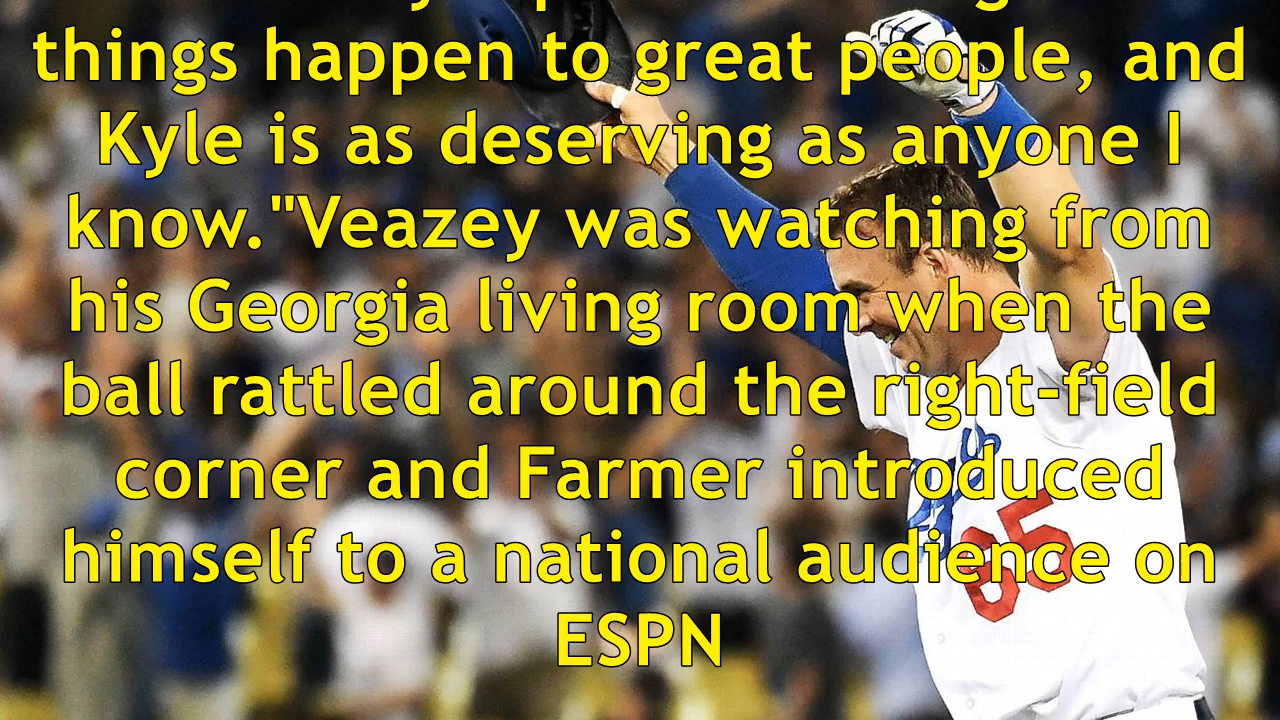 things happen to great people, and
Kyle is as deserving as anyone I
know."Veazey was watching from
his Georgia living room when the
ball rattled around the right-field
corner and Farmer introduced
himself to a national audience on
ESPN
65